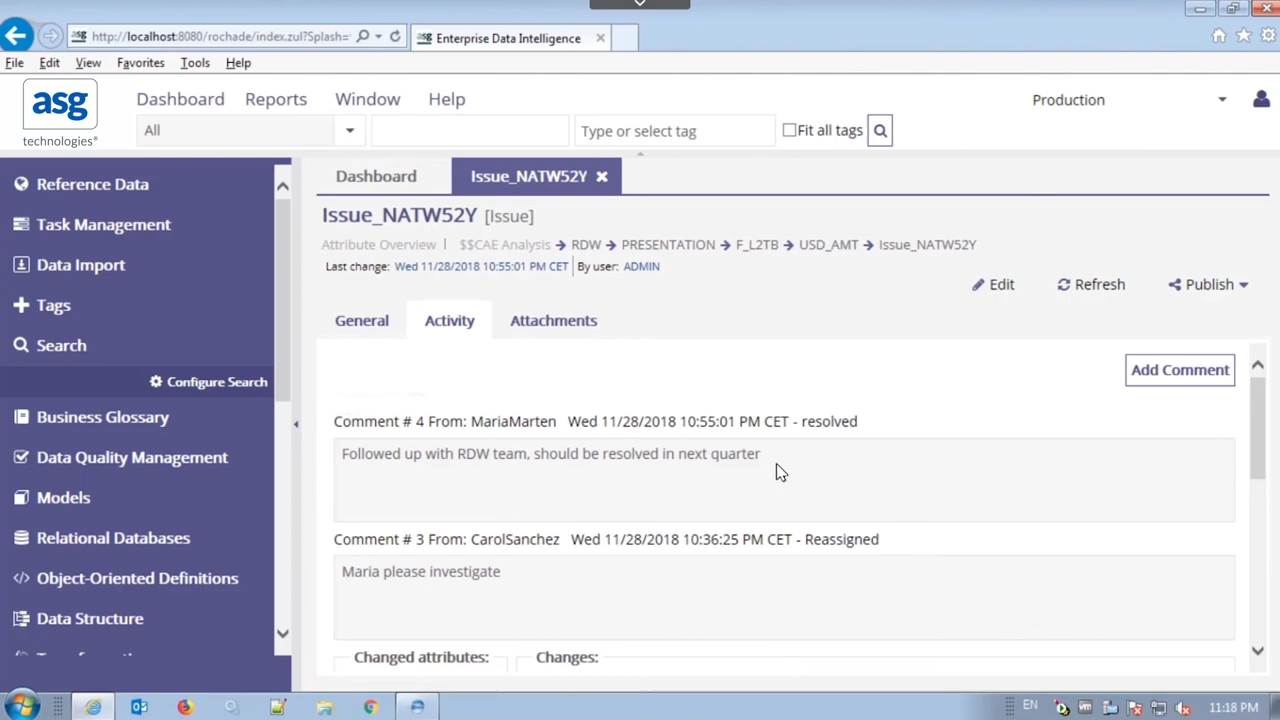 http://localhost:8080/rochade/index.zul?Splash=
Enterprise Data Intelligence
File Edit View Favorites Tools Help
asg
technologies®
Dashboard Reports Window Help
Production
All
Type or select tag
Fit all tags
Reference Data
Task Management
Data Import
Tags
Search
Configure Search
Business Glossary
Data Quality Management
Models
Relational Databases
Object-Oriented Definitions
Data Structure
Dashboard
Issue_NATW52Y
Issue_NATW52Y [Issue]
Attribute Overview $$CAE Analysis RDW PRESENTATION F_L2TB USD_AMT Issue_NATW52Y
Last change: Wed 11/28/2018 10:55:01 PM CET By user: ADMIN
Edit Refresh Publish
General Activity Attachments
Add Comment
Comment # 4 From: MariaMarten Wed 11/28/2018 10:55:01 PM CET - resolved
Followed up with RDW team, should be resolved in next quarter
Comment # 3 From: CarolSanchez Wed 11/28/2018 10:36:25 PM CET - Reassigned
Maria please investigate
Changed attributes: Changes:
EN
11:18 PM